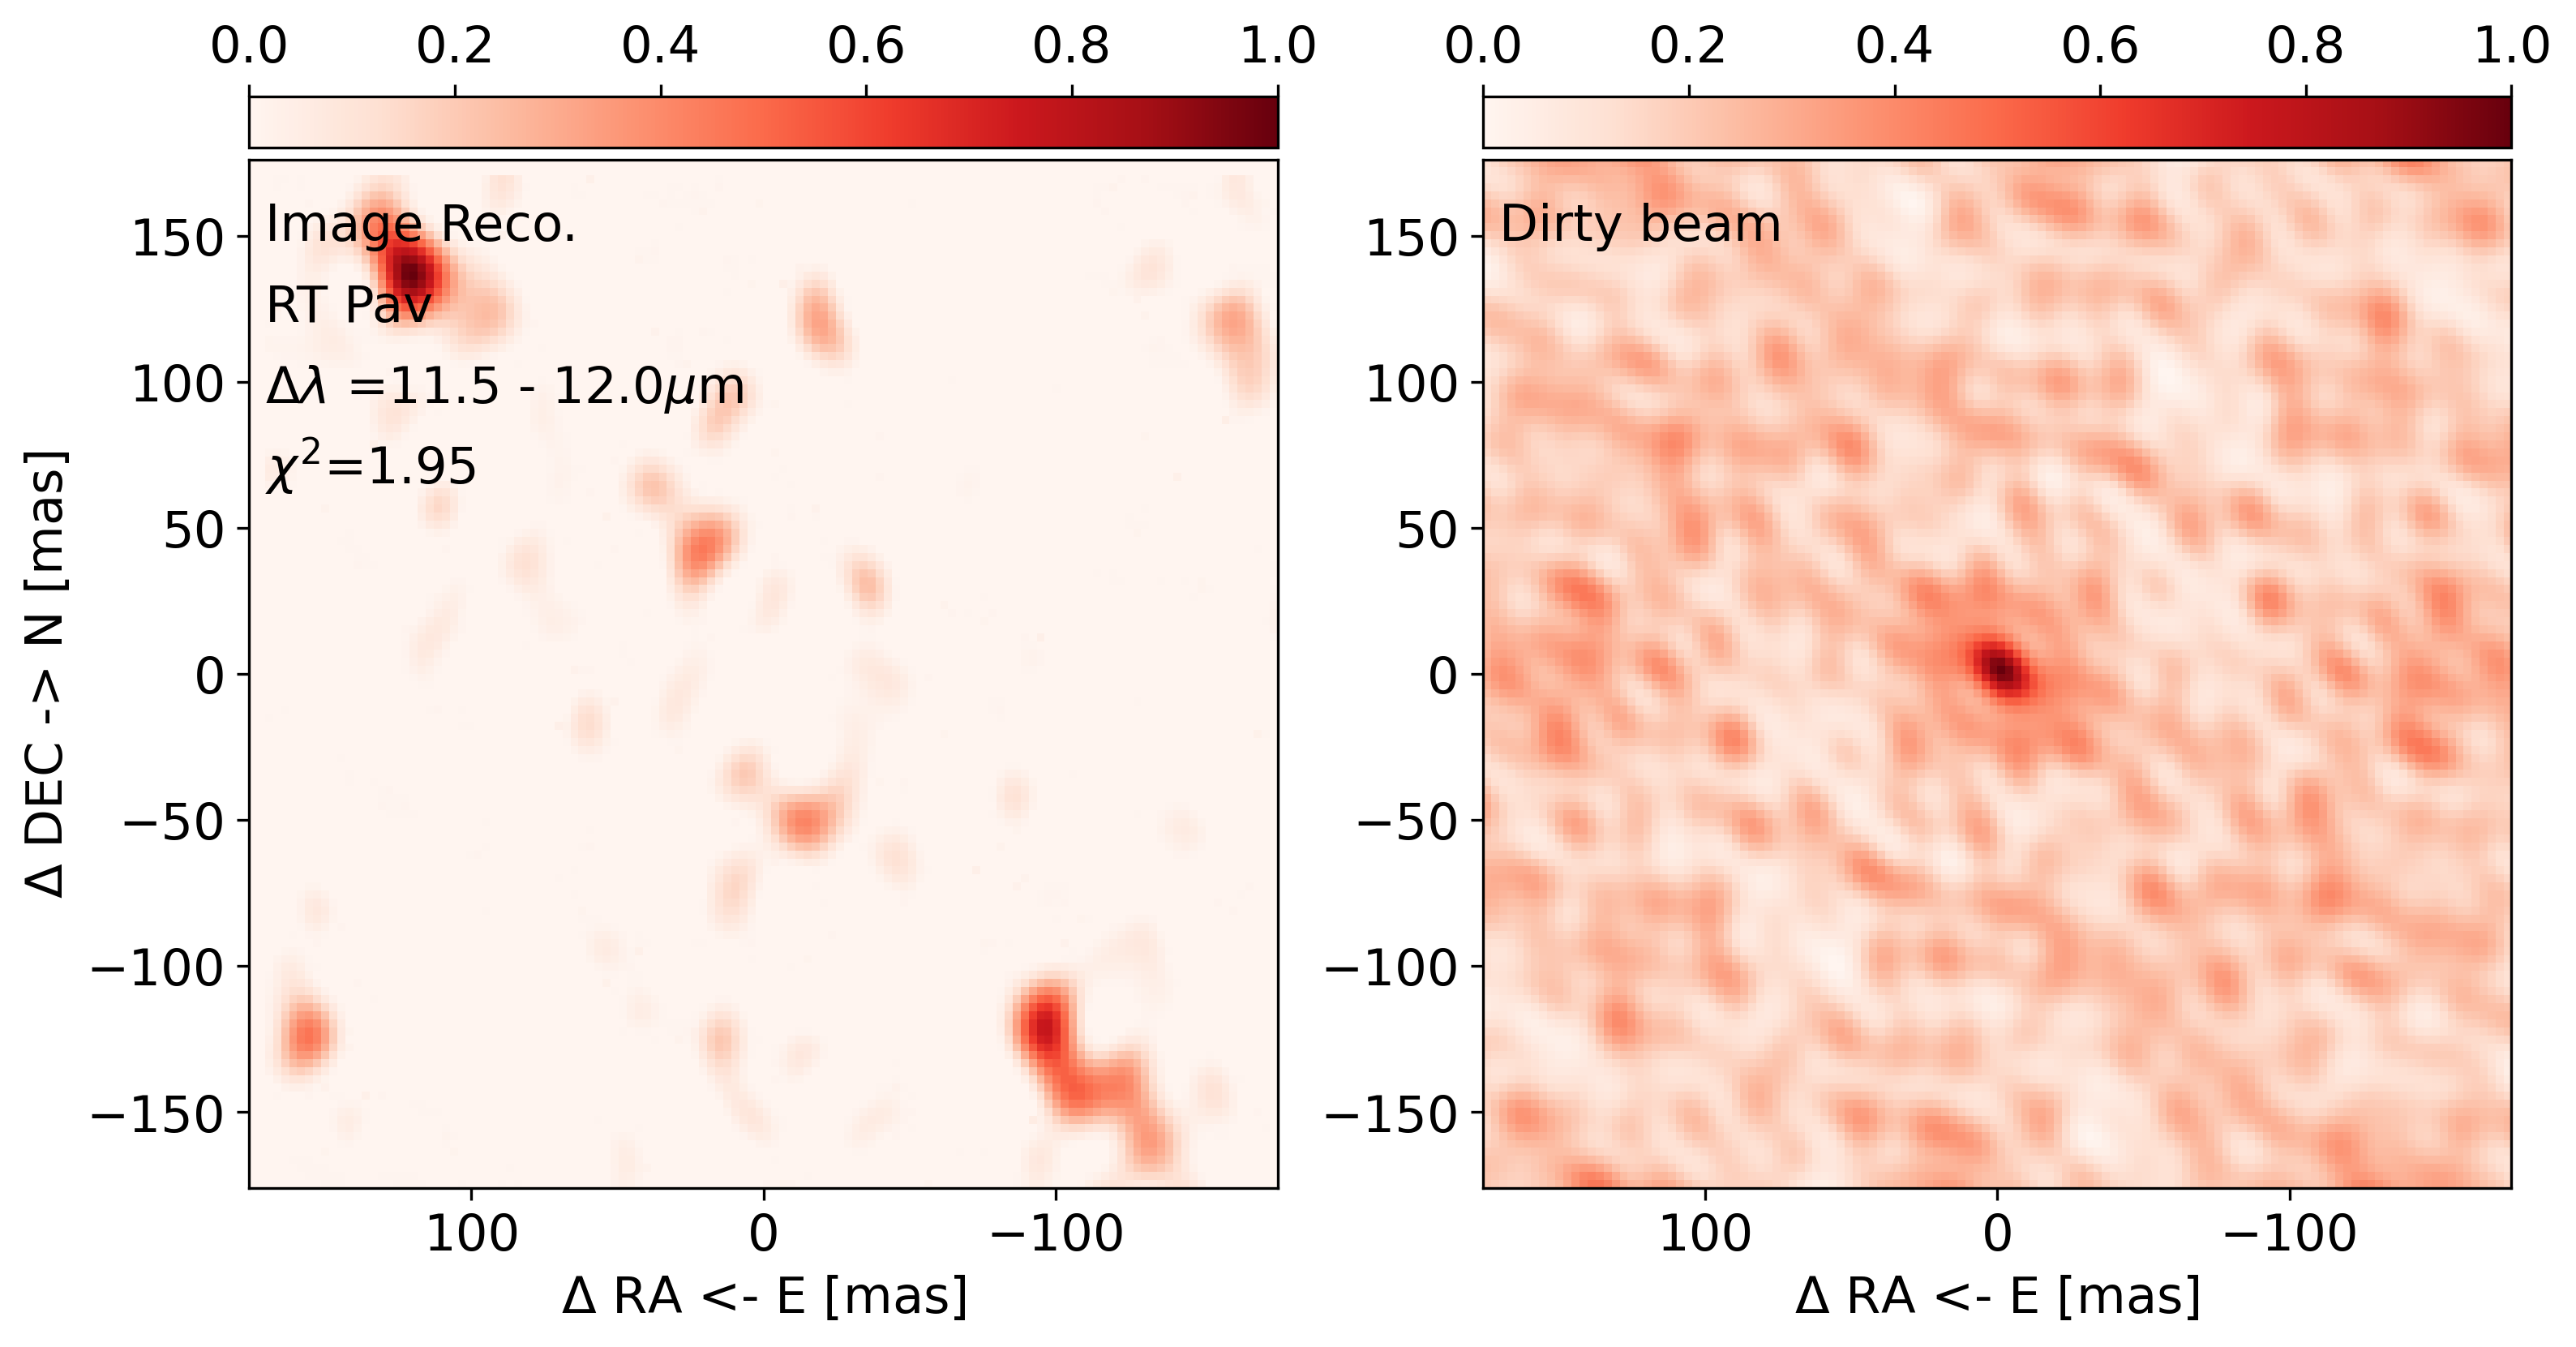 0.0 0.2 0.4 0.6 0.8 1.0
0.0 0.2 0.4 0.6 0.8 1.0
Image Reco.
RT Pav
Δλ =11.5 - 12.0μm
χ²=1.95
150
100
50
0
−50
−100
−150
Δ DEC -> N [mas]
100 0 −100
Δ RA <- E [mas]
Dirty beam
150
100
50
0
−50
−100
−150
100 0 −100
Δ RA <- E [mas]